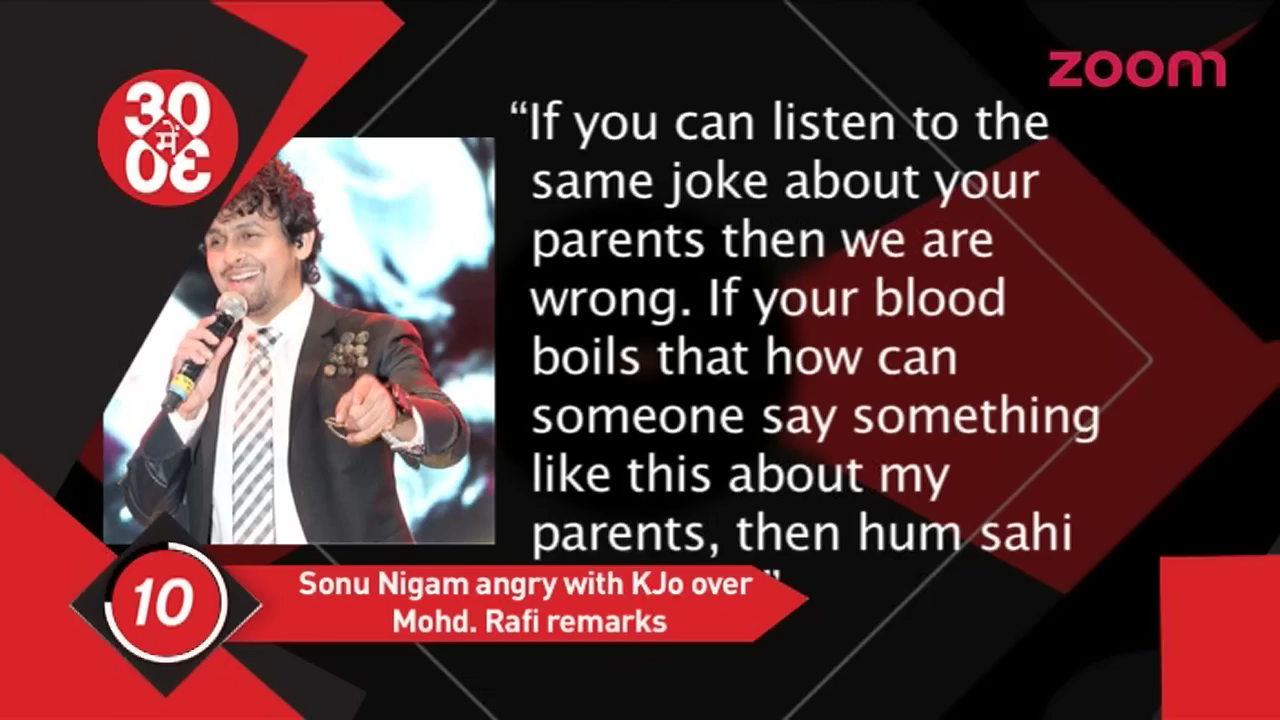 zoom
30
में
30
“If you can listen to the
same joke about your
parents then we are
wrong. If your blood
boils that how can
someone say something
like this about my
parents, then hum sahi
"
10
Sonu Nigam angry with KJo over
Mohd. Rafi remarks